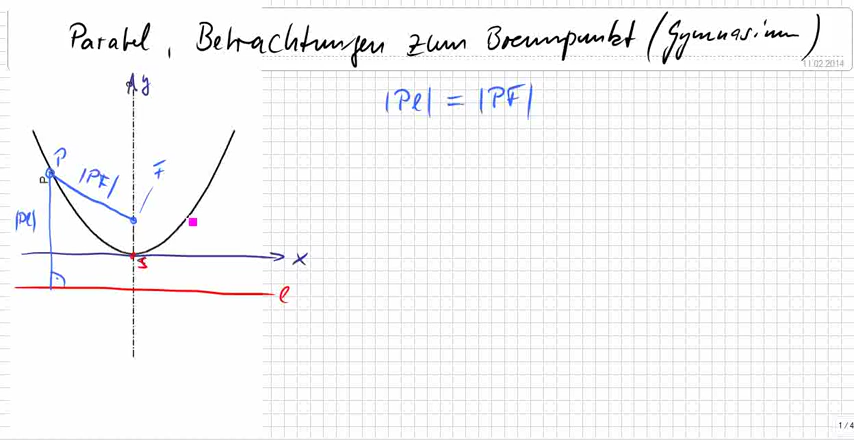 Parabel, Betrachtungen zum Brennpunkt (Gymnasium)
11.02.2014
y
|Pl| = |PF|
P
F
|PF|
P
|Pl|
S
x
l
1 / 4